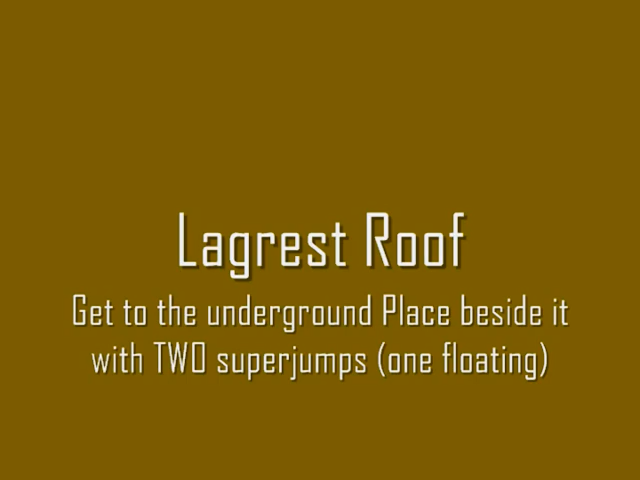 Lagrest Roof
Get to the underground Place beside it
with TWO superjumps (one floating)